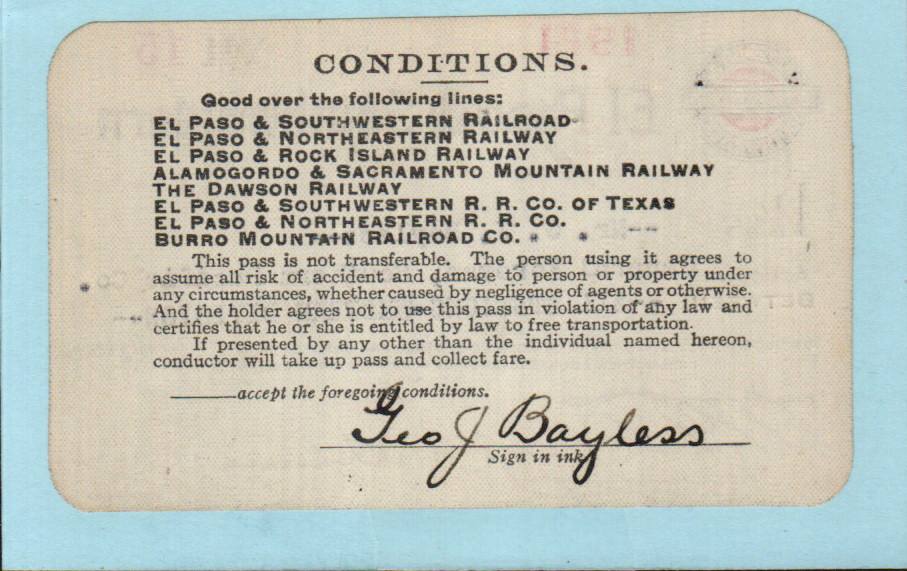 CONDITIONS.
Good over the following lines:
EL PASO & SOUTHWESTERN RAILROAD
EL PASO & NORTHEASTERN RAILWAY
EL PASO & ROCK ISLAND RAILWAY
ALAMOGORDO & SACRAMENTO MOUNTAIN RAILWAY
THE DAWSON RAILWAY
EL PASO & SOUTHWESTERN R. R. CO. OF TEXAS
EL PASO & NORTHEASTERN R. R. CO.
BURRO MOUNTAIN RAILROAD CO.
This pass is not transferable. The person using it agrees to
assume all risk of accident and damage to person or property under
any circumstances, whether caused by negligence of agents or otherwise.
And the holder agrees not to use this pass in violation of any law and
certifies that he or she is entitled by law to free transportation.
If presented by any other than the individual named hereon,
conductor will take up pass and collect fare.
accept the foregoing conditions.
Geo J Bayless
Sign in ink